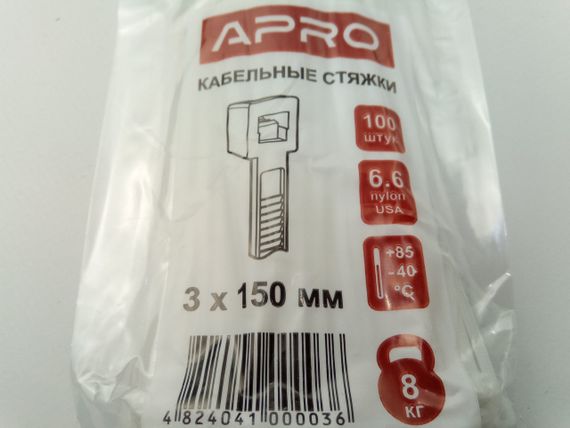 APRO
КАБЕЛЬНЫЕ СТЯЖКИ
100
штук
6.6
nylon
USA
+85
-40
°C
3 x 150 мм
8
кг
4 824041 000036